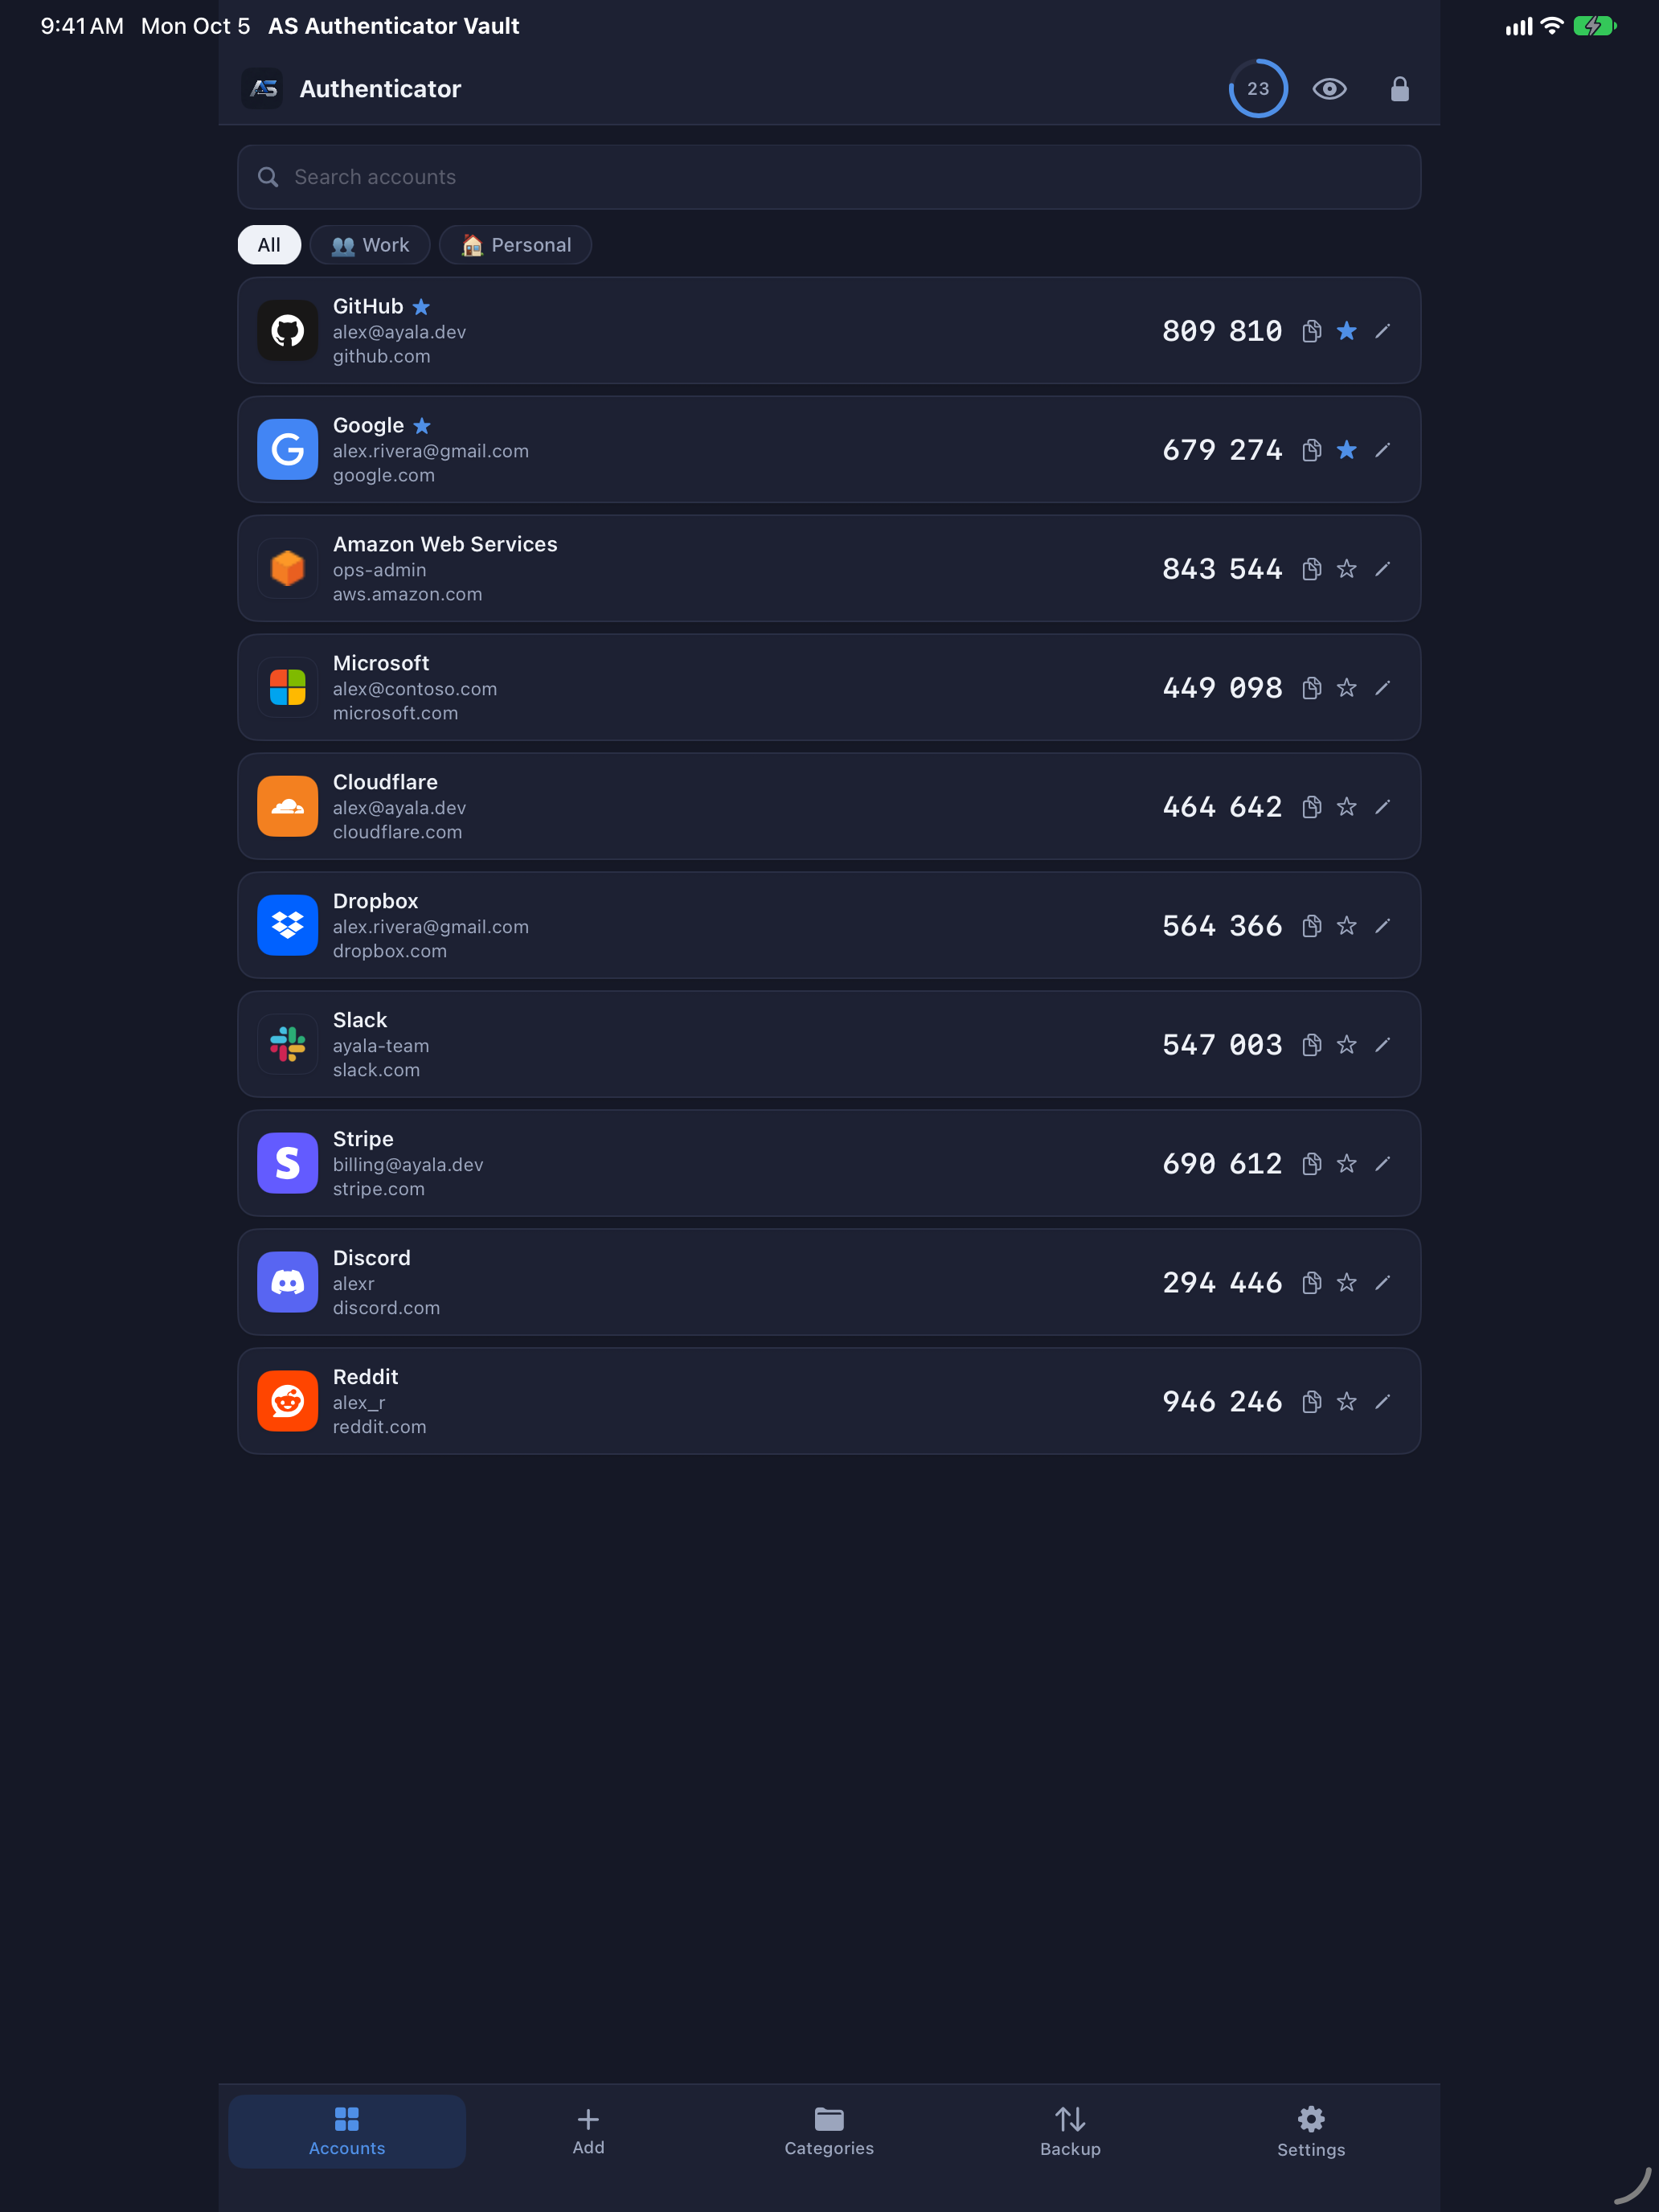 9:41 AM Mon Oct 5 AS Authenticator Vault
AS Authenticator 23
Search accounts
All 👥 Work 🏠 Personal
GitHub
alex@ayala.dev
github.com
809 810
Google
alex.rivera@gmail.com
google.com
679 274
Amazon Web Services
ops-admin
aws.amazon.com
843 544
Microsoft
alex@contoso.com
microsoft.com
449 098
Cloudflare
alex@ayala.dev
cloudflare.com
464 642
Dropbox
alex.rivera@gmail.com
dropbox.com
564 366
Slack
ayala-team
slack.com
547 003
Stripe
billing@ayala.dev
stripe.com
690 612
Discord
alexr
discord.com
294 446
Reddit
alex_r
reddit.com
946 246
Accounts Add Categories Backup Settings